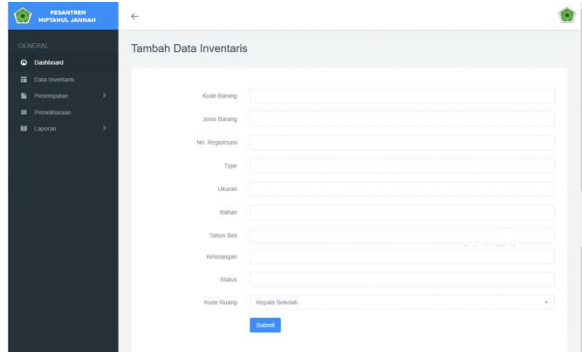 PESANTREN
MIPTAHUL JANNAH
GENERAL
Dashboard
Data Inventaris
Penempatan
Pemeliharaan
Laporan
Tambah Data Inventaris
Kode Barang
Jenis Barang
No. Registrasi
Type
Ukuran
Bahan
Tahun Beli
Keterangan
Status
Kode Ruang
Kepala Sekolah
Submit